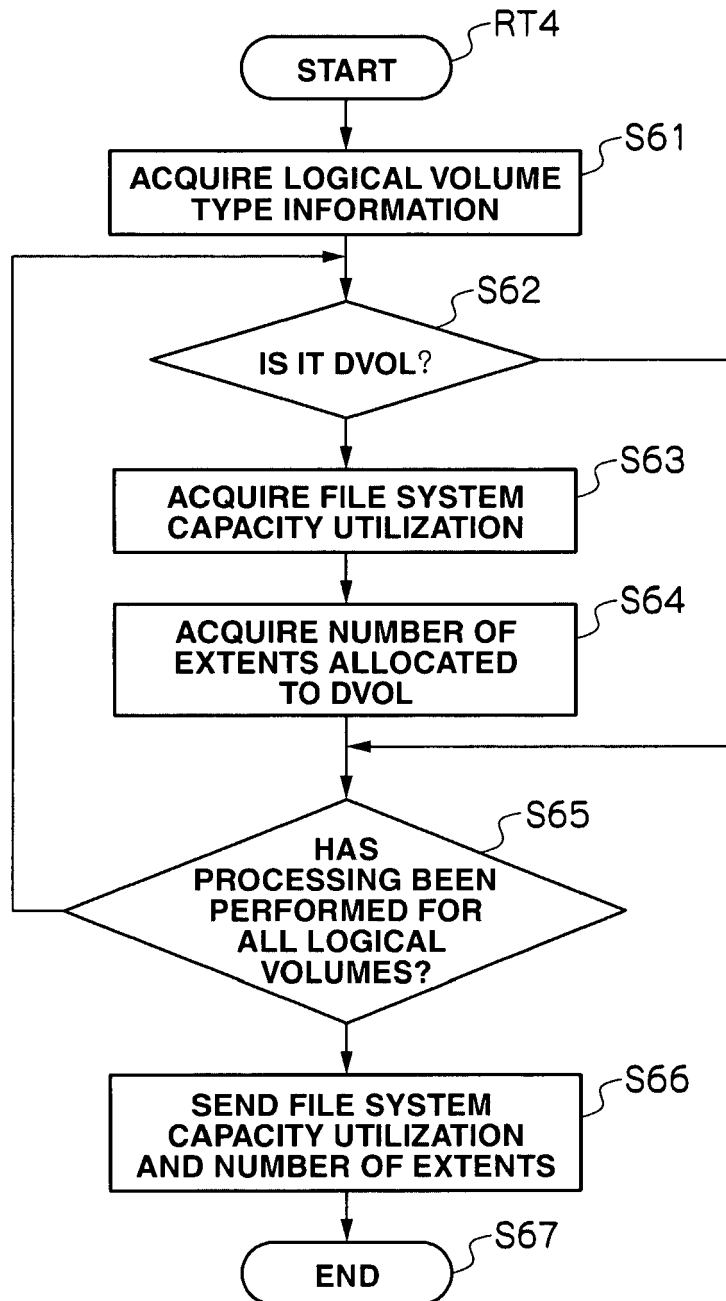 RT4
START
S61
ACQUIRE LOGICAL VOLUME
TYPE INFORMATION
S62
IS IT DVOL?
S63
ACQUIRE FILE SYSTEM
CAPACITY UTILIZATION
S64
ACQUIRE NUMBER OF
EXTENTS ALLOCATED
TO DVOL
S65
HAS
PROCESSING BEEN
PERFORMED FOR
ALL LOGICAL
VOLUMES?
S66
SEND FILE SYSTEM
CAPACITY UTILIZATION
AND NUMBER OF EXTENTS
S67
END